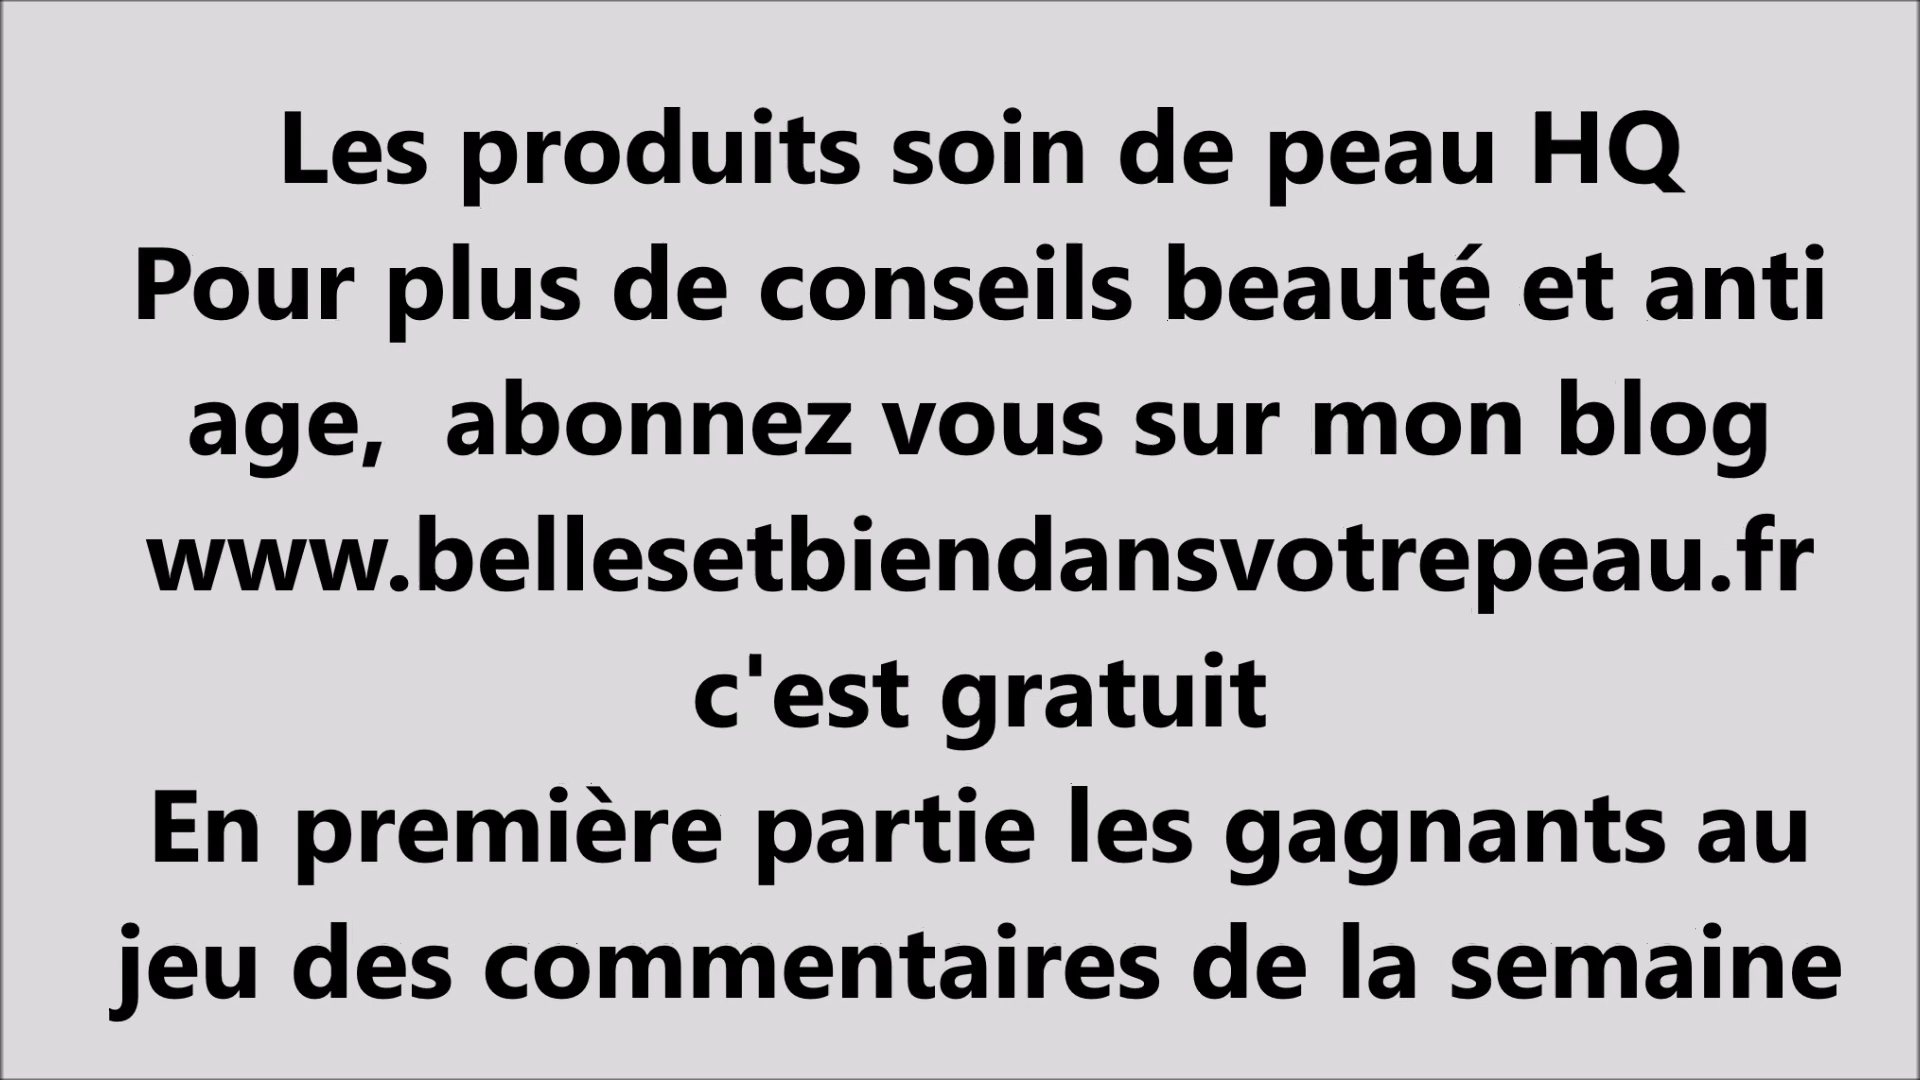 Les produits soin de peau HQ
Pour plus de conseils beauté et anti
age,  abonnez vous sur mon blog
www.bellesetbiendansvotrepeau.fr
c'est gratuit
En première partie les gagnants au
jeu des commentaires de la semaine